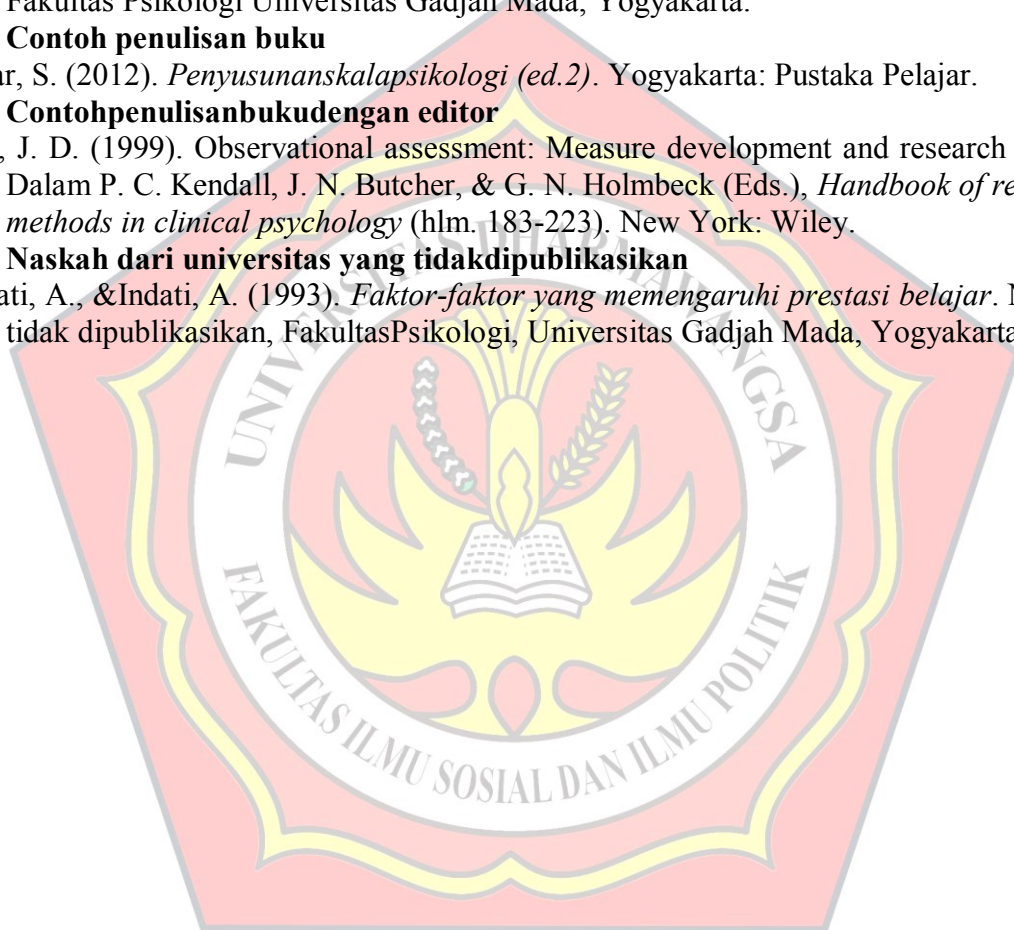 Fakultas Psikologi Universitas Gadjah Mada, Yogyakarta.
Contoh penulisan buku
ar, S. (2012). Penyusunanskalapsikologi (ed.2). Yogyakarta: Pustaka Pelajar.
Contohpenulisanbukudengan editor
, J. D. (1999). Observational assessment: Measure development and research
Dalam P. C. Kendall, J. N. Butcher, & G. N. Holmbeck (Eds.), Handbook of re
methods in clinical psychology (hlm. 183-223). New York: Wiley.
Naskah dari universitas yang tidakdipublikasikan
ati, A., &Indati, A. (1993). Faktor-faktor yang memengaruhi prestasi belajar. N
tidak dipublikasikan, FakultasPsikologi, Universitas Gadjah Mada, Yogyakarta
UNIVERSITAS DHARMAWANGSA
FAKULTAS ILMU SOSIAL DAN ILMU POLITIK